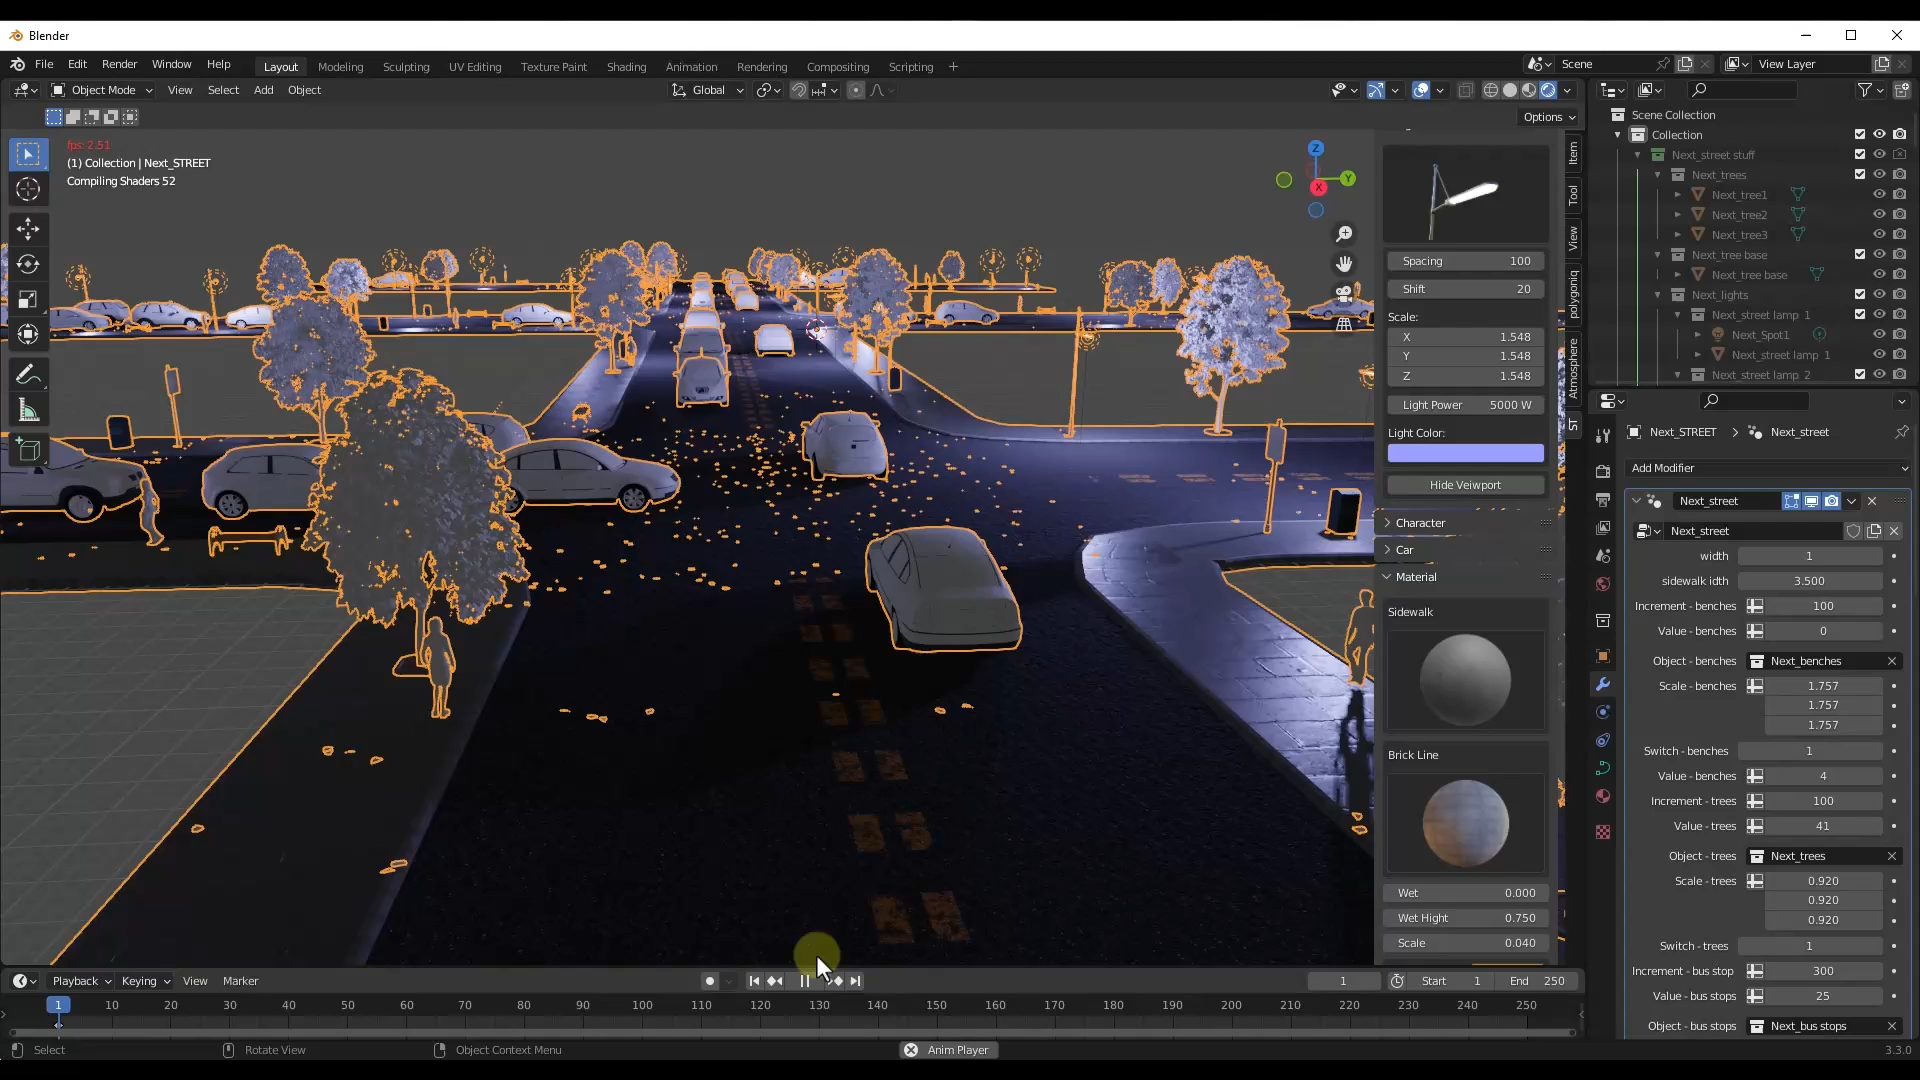 Blender
File Edit Render Window Help Layout Modeling Sculpting UV Editing Texture Paint Shading Animation Rendering Compositing Scripting + Scene View Layer
Object Mode View Select Add Object Global
Options
fps: 2.51
(1) Collection | Next_STREET
Compiling Shaders 52
Z
Y
X
Item
Tool
View
polygoniq
Atmosphere
ST
Spacing 100
Shift 20
Scale:
X 1.548
Y 1.548
Z 1.548
Light Power 5000 W
Light Color:
Hide Veiwport
Character
Car
Material
Sidewalk
Brick Line
Wet 0.000
Wet Hight 0.750
Scale 0.040
Scene Collection
Collection
Next_street stuff
Next_trees
Next_tree1
Next_tree2
Next_tree3
Next_tree base
Next_tree base
Next_lights
Next_street lamp 1
Next_Spot1
Next_street lamp 1
Next_street lamp 2
Next_STREET > Next_street
Add Modifier
Next_street
Next_street
width 1
sidewalk idth 3.500
Increment - benches 100
Value - benches 0
Object - benches Next_benches
Scale - benches 1.757
1.757
1.757
Switch - benches 1
Value - benches 4
Increment - trees 100
Value - trees 41
Object - trees Next_trees
Scale - trees 0.920
0.920
0.920
Switch - trees 1
Increment - bus stop 300
Value - bus stops 25
Object - bus stops Next_bus stops
Playback Keying View Marker 1 Start 1 End 250
1 10 20 30 40 50 60 70 80 90 100 110 120 130 140 150 160 170 180 190 200 210 220 230 240 250
Select Rotate View Object Context Menu Anim Player 3.3.0